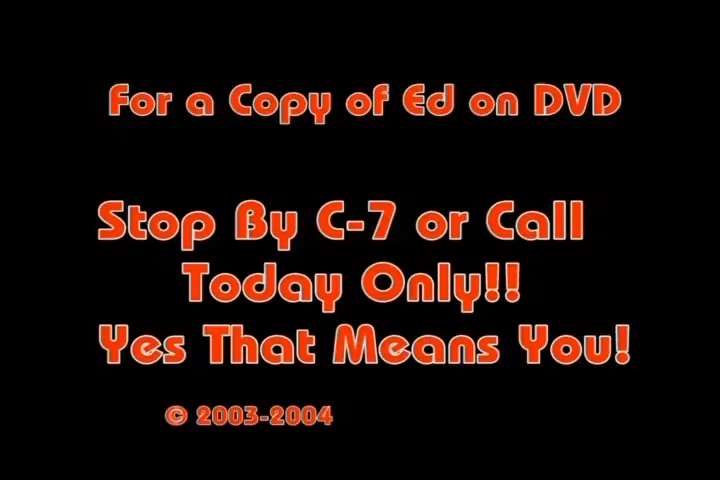 For a Copy of Ed on DVD
Stop By C-7 or Call
Today Only!!
Yes That Means You!
© 2003-2004